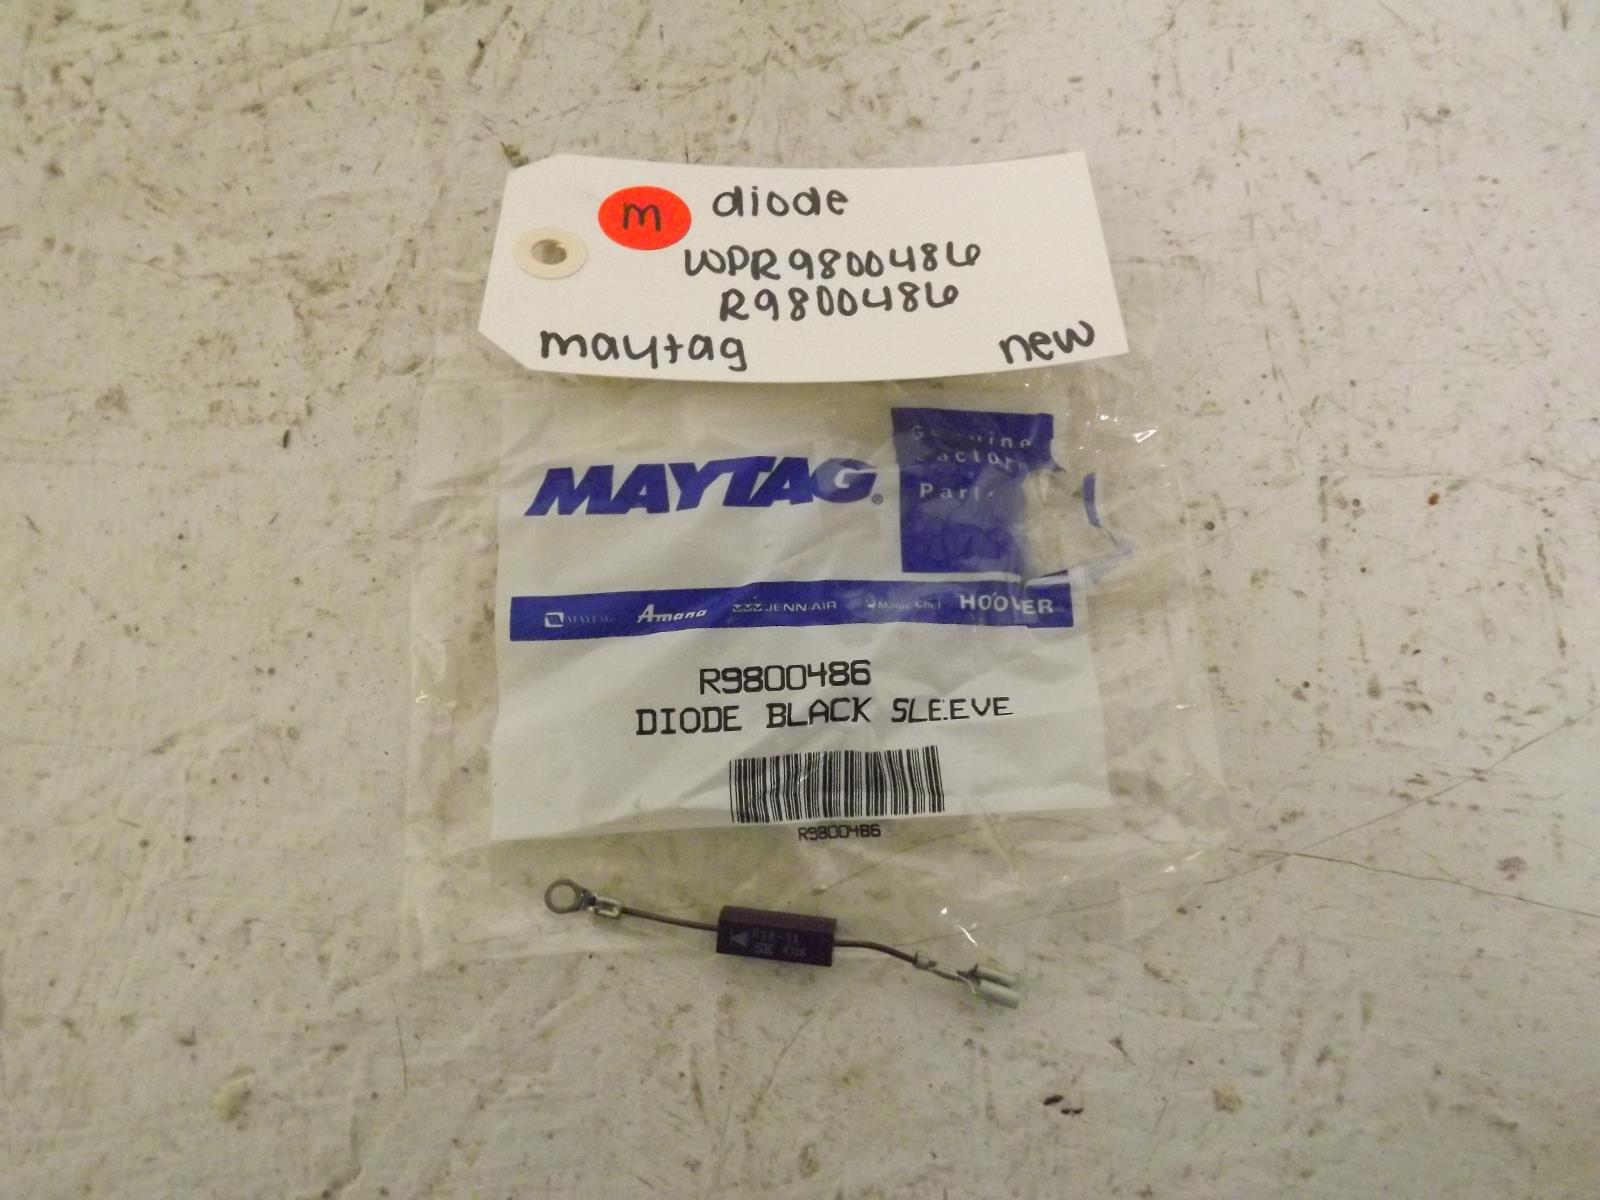 m
diode
WPR9800486
R9800486
maytag new
MAYTAG®
Genuine
Factory
Parts
MAYTAG Amana JENN-AIR Magic Chef HOOVER
R9800486
DIODE BLACK SLEEVE
R9800486